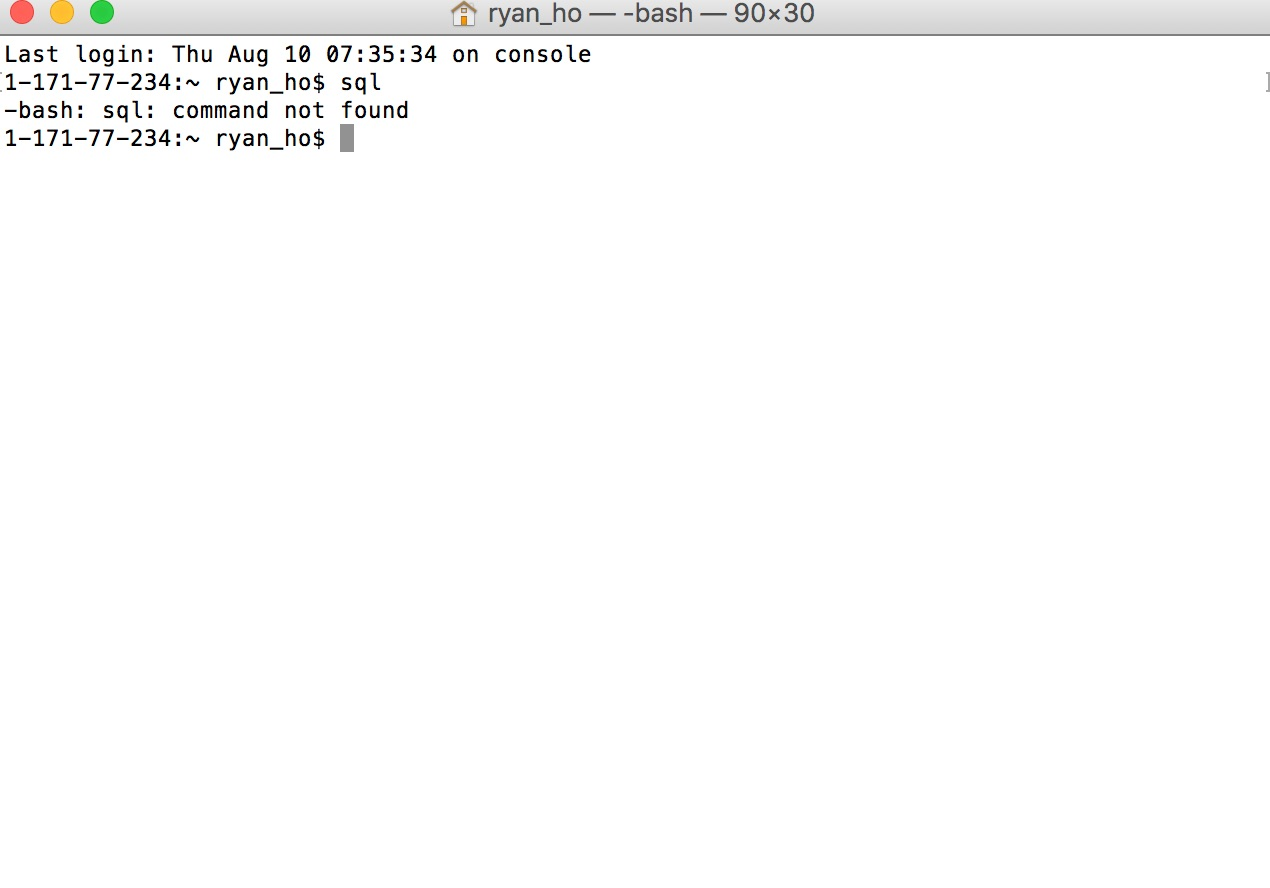 ryan_ho — -bash — 90×30
Last login: Thu Aug 10 07:35:34 on console
[1-171-77-234:~ ryan_ho$ sql ]
-bash: sql: command not found
1-171-77-234:~ ryan_ho$